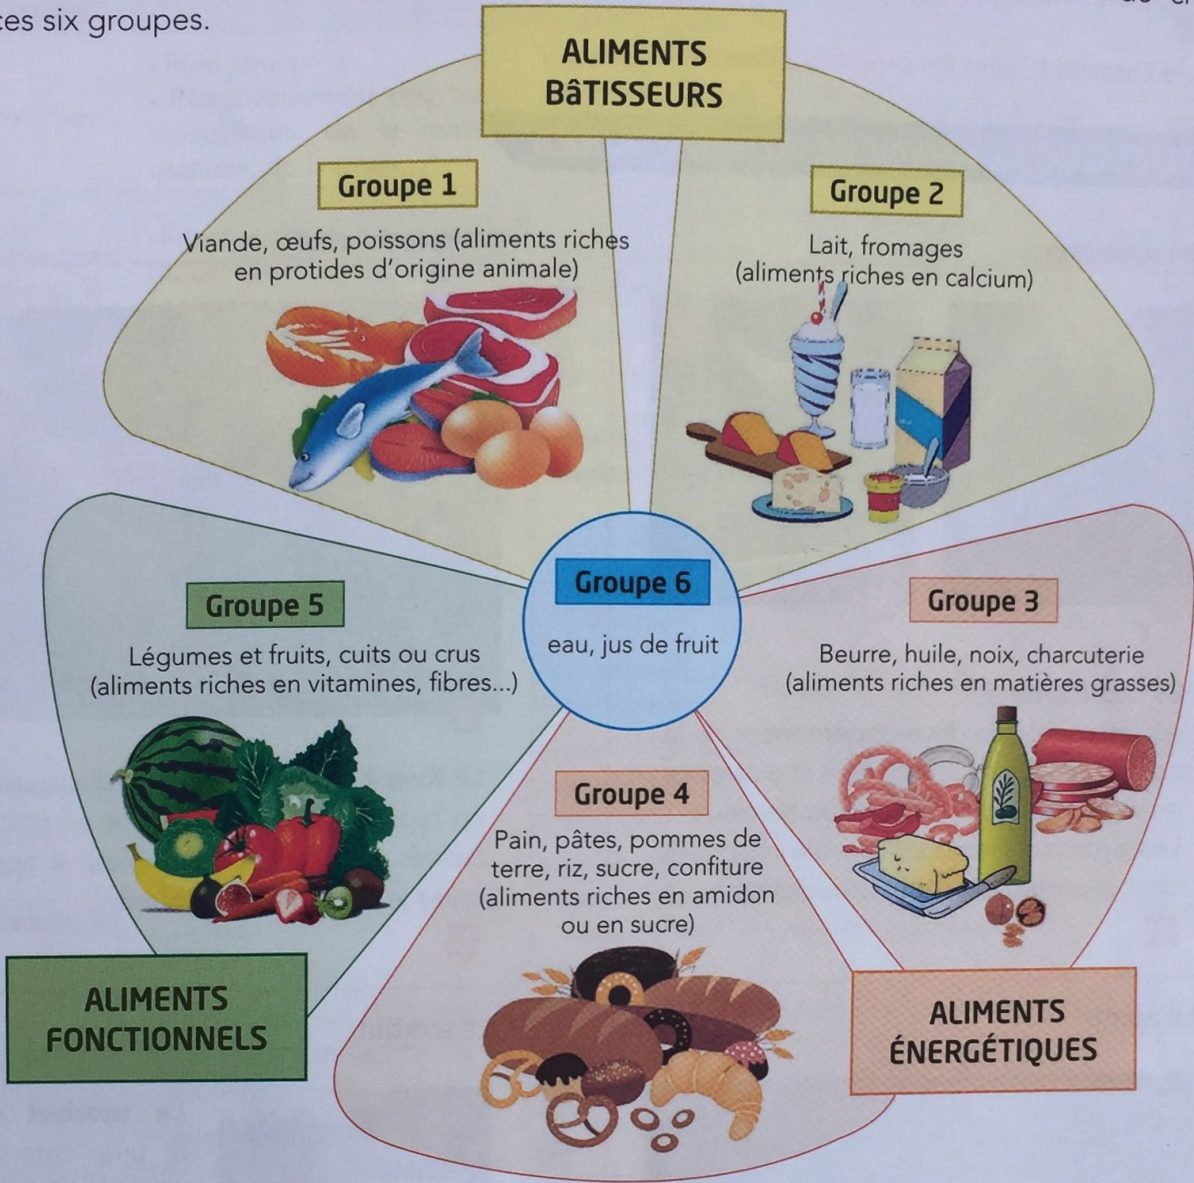 ces six groupes.
ALIMENTS
BâTISSEURS
Groupe 1
Viande, œufs, poissons (aliments riches
en protides d'origine animale)
Groupe 2
Lait, fromages
(aliments riches en calcium)
Groupe 6
eau, jus de fruit
Groupe 5
Légumes et fruits, cuits ou crus
(aliments riches en vitamines, fibres...)
Groupe 3
Beurre, huile, noix, charcuterie
(aliments riches en matières grasses)
Groupe 4
Pain, pâtes, pommes de
terre, riz, sucre, confiture
(aliments riches en amidon
ou en sucre)
ALIMENTS
FONCTIONNELS
ALIMENTS
ÉNERGÉTIQUES